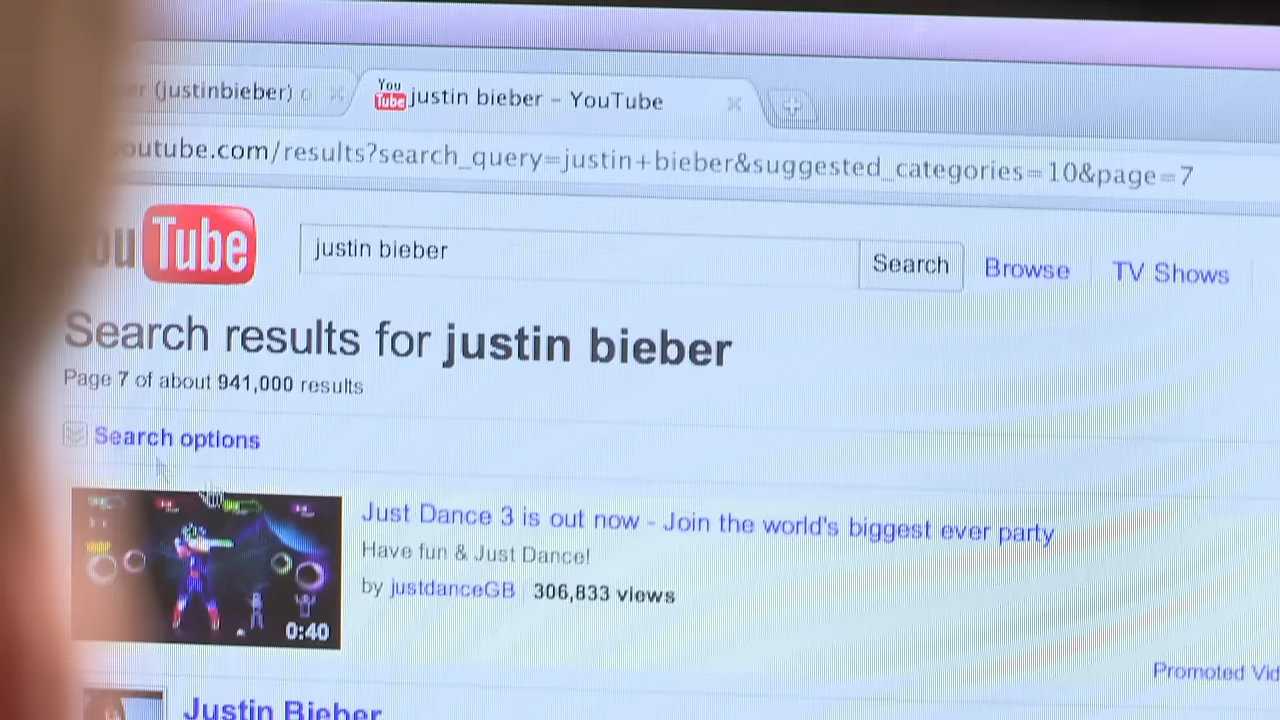 (justinbieber)
You Tube justin bieber – YouTube
outube.com/results?search_query=justin+bieber&suggested_categories=10&page=7
ou Tube
justin bieber
Search
Browse
TV Shows
Search results for justin bieber
Page 7 of about 941,000 results
Search options
Just Dance 3 is out now - Join the world's biggest ever party
Have fun & Just Dance!
by justdanceGB 306,833 views
0:40
Promoted Vid
Justin Bieber